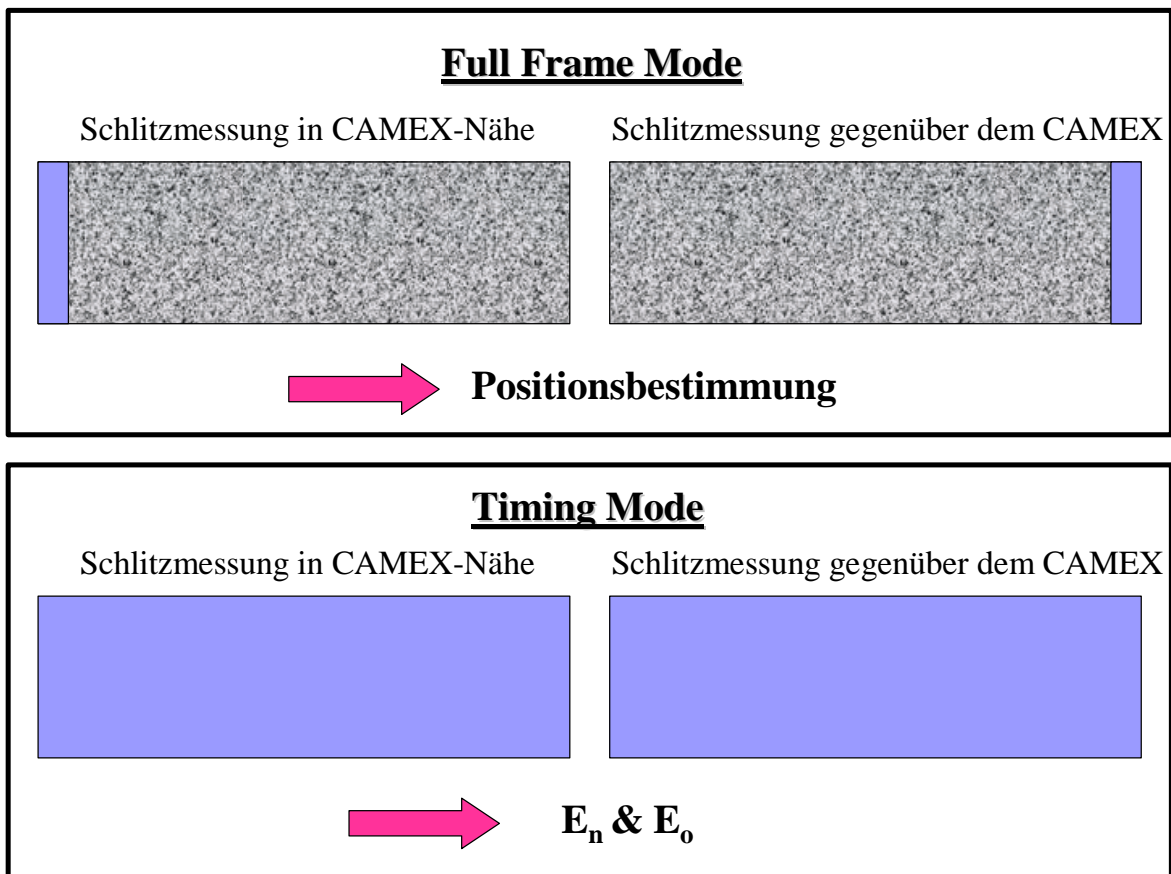 Full Frame Mode
Schlitzmessung in CAMEX-Nähe
Schlitzmessung gegenüber dem CAMEX
Positionsbestimmung
Timing Mode
Schlitzmessung in CAMEX-Nähe
Schlitzmessung gegenüber dem CAMEX
Eₙ & Eₒ